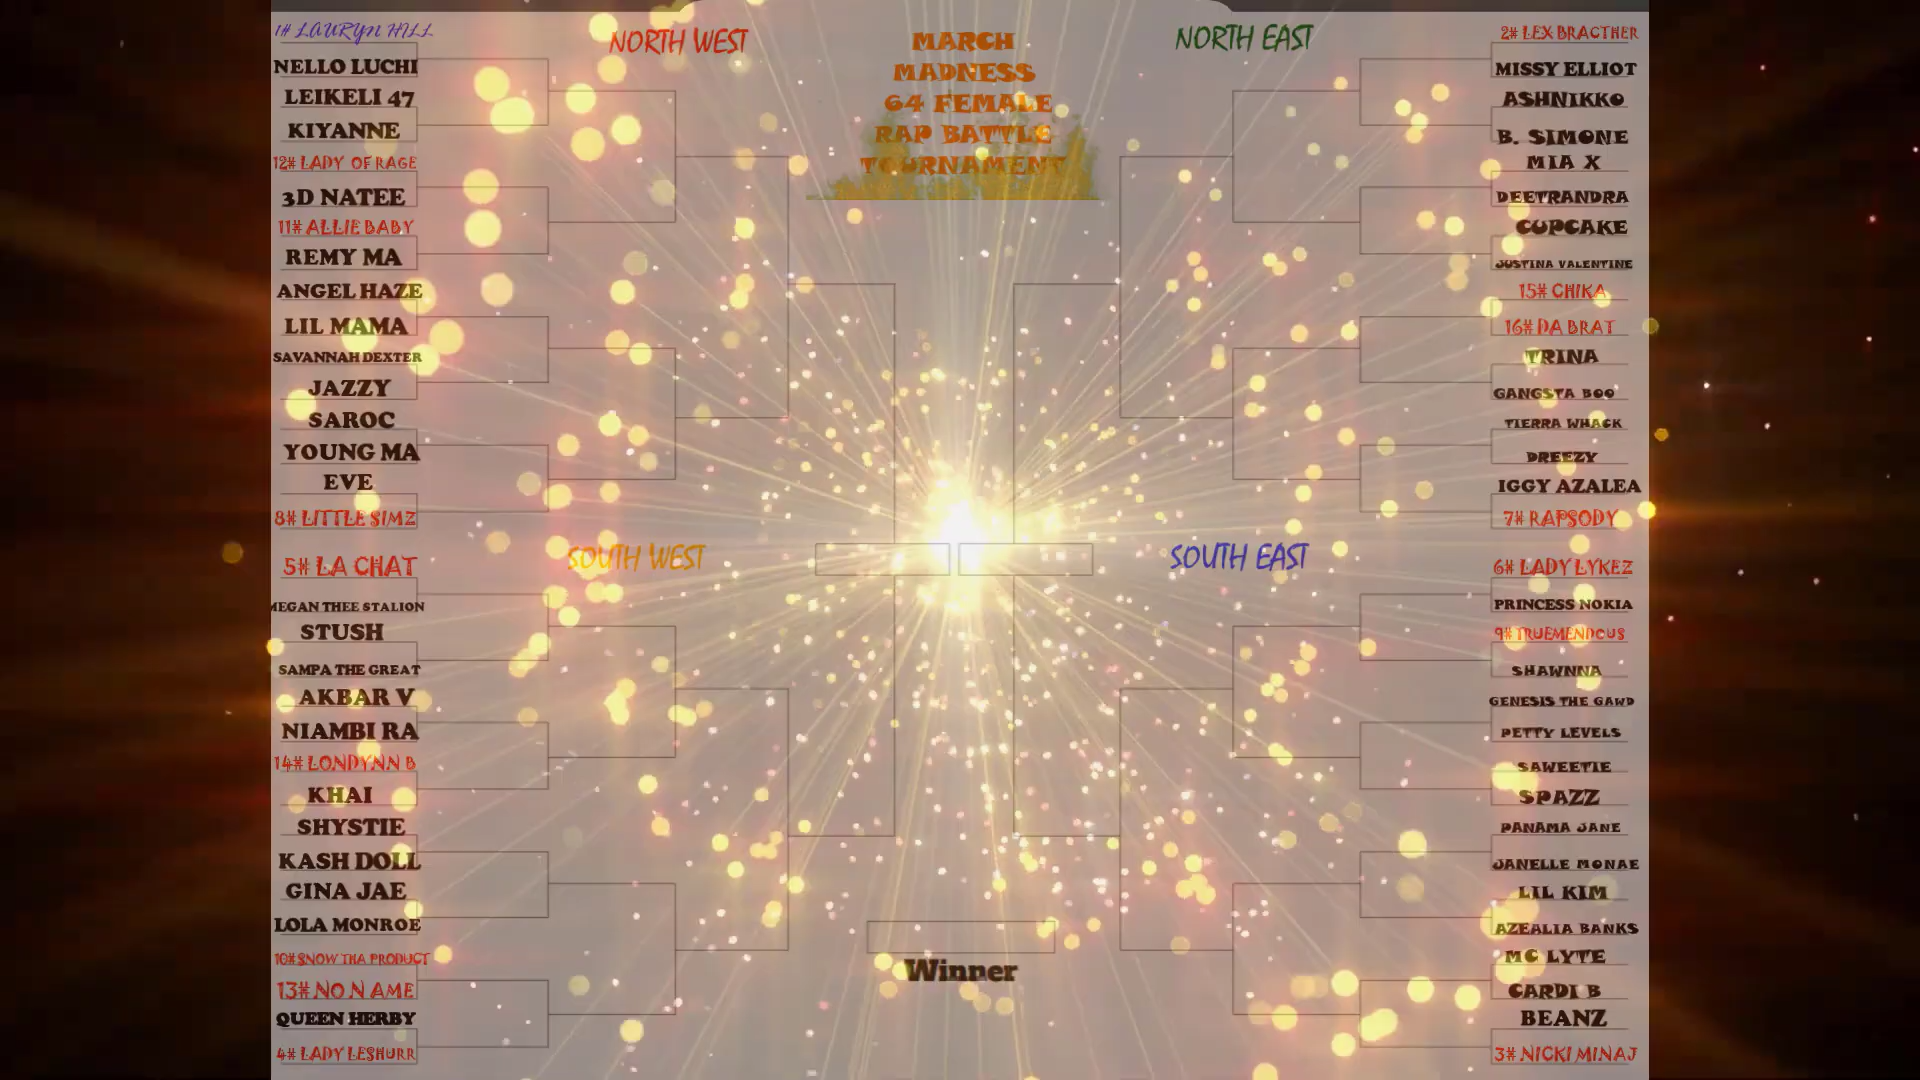 1# LAURYN HILL
NELLO LUCHI
LEIKELI 47
KIYANNE
12# LADY OF RAGE
3D NATEE
11# ALLIE BABY
REMY MA
ANGEL HAZE
LIL MAMA
SAVANNAH DEXTER
JAZZY
SAROC
YOUNG MA
EVE
8# LITTLE SIMZ
NORTH WEST
MARCH
MADNESS
64 FEMALE
RAP BATTLE
TOURNAMENT
NORTH EAST
2# LEX BRACTHER
MISSY ELLIOT
ASHNIKKO
B. SIMONE
MIA X
DEETRANDRA
CUPCAKE
JUSTINA VALENTINE
15# CHIKA
16# DA BRAT
TRINA
GANGSTA BOO
TIERRA WHACK
DREEZY
IGGY AZALEA
7# RAPSODY
SOUTH WEST
5# LA CHAT
MEGAN THEE STALION
STUSH
SAMPA THE GREAT
AKBAR V
NIAMBI RA
14# LONDYNN B
KHAI
SHYSTIE
KASH DOLL
GINA JAE
LOLA MONROE
10# SNOW THA PRODUCT
13# NO N AME
QUEEN HERBY
4# LADY LESHURR
SOUTH EAST
6# LADY LYKEZ
PRINCESS NOKIA
9# TRUEMENDOUS
SHAWNNA
GENESIS THE GAWD
PETTY LEVELS
SAWEETIE
SPAZZ
PANAMA JANE
JANELLE MONAE
LIL KIM
AZEALIA BANKS
MC LYTE
CARDI B
BEANZ
3# NICKI MINAJ
Winner